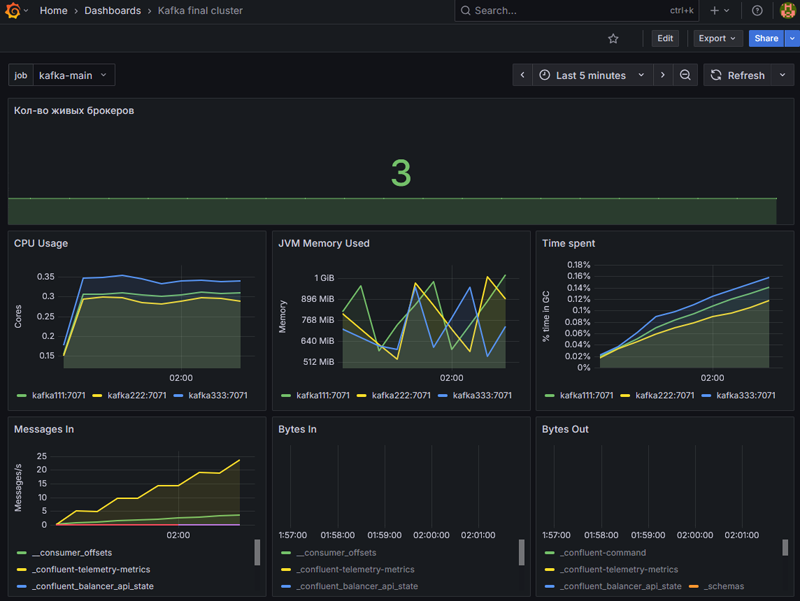 Home > Dashboards > Kafka final cluster
Search... ctrl+k
Edit Export Share
job kafka-main
Last 5 minutes Refresh
Кол-во живых брокеров
3
CPU Usage
Cores
0.35
0.3
0.25
0.2
0.15
02:00
kafka111:7071 kafka222:7071 kafka333:7071
JVM Memory Used
Memory
1 GiB
896 MiB
768 MiB
640 MiB
512 MiB
02:00
kafka111:7071 kafka222:7071 kafka333:7071
Time spent
% time in GC
0.18%
0.16%
0.14%
0.12%
0.1%
0.08%
0.06%
0.04%
0.02%
0%
02:00
kafka111:7071 kafka222:7071 kafka333:7071
Messages In
Messages/s
25
20
15
10
5
0
02:00
__consumer_offsets
_confluent-telemetry-metrics
_confluent_balancer_api_state
Bytes In
1:57:00 01:58:00 01:59:00 02:00:00 02:01:00
__consumer_offsets
_confluent-telemetry-metrics
_confluent_balancer_api_state
Bytes Out
1:57:00 01:58:00 01:59:00 02:00:00 02:01:00
_confluent-command
_confluent-telemetry-metrics
_confluent_balancer_api_state _schemas